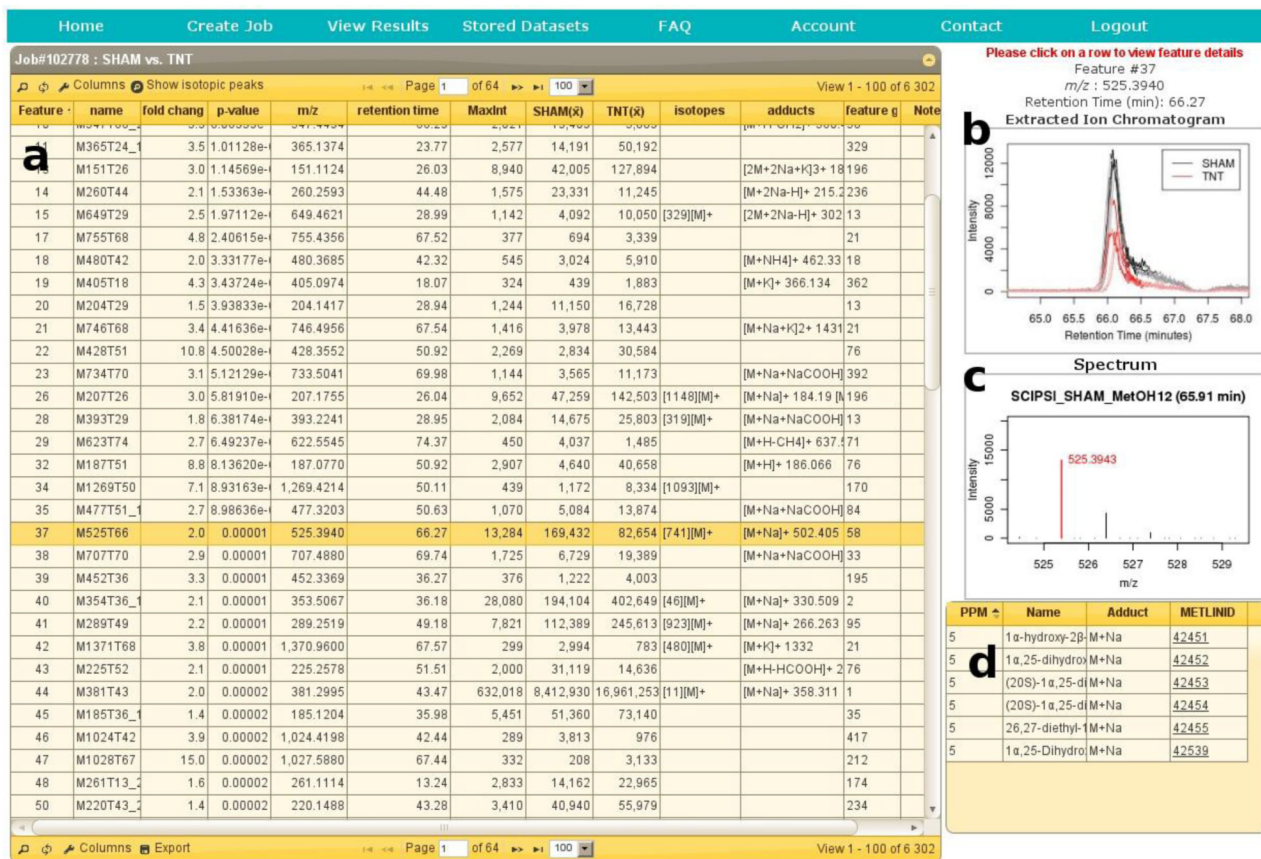 Home Create Job View Results Stored Datasets FAQ Account Contact Logout
Job#102778 : SHAM vs. TNT
Columns Show isotopic peaks Page 1 of 64 100 View 1 - 100 of 6 302
Feature name fold chang p-value m/z retention time MaxInt SHAM(x̄) TNT(x̄) isotopes adducts feature g Note
a
M365T24_1 3.5 1.01128e- 365.1374 23.77 2,577 14,191 50,192 329
M151T26 3.0 1.14569e- 151.1124 26.03 8,940 42,005 127,894 [2M+2Na+K]3+ 18 196
14 M260T44 2.1 1.53363e- 260.2593 44.48 1,575 23,331 11,245 [M+2Na-H]+ 215.2 236
15 M649T29 2.5 1.97112e- 649.4621 28.99 1,142 4,092 10,050 [329][M]+ [2M+2Na-H]+ 302 13
17 M755T68 4.8 2.40615e- 755.4356 67.52 377 694 3,339 21
18 M480T42 2.0 3.33177e- 480.3685 42.32 545 3,024 5,910 [M+NH4]+ 462.33 18
19 M405T18 4.3 3.43724e- 405.0974 18.07 324 439 1,883 [M+K]+ 366.134 362
20 M204T29 1.5 3.93833e- 204.1417 28.94 1,244 11,150 16,728 13
21 M746T68 3.4 4.41636e- 746.4956 67.54 1,416 3,978 13,443 [M+Na+K]2+ 1431 21
22 M428T51 10.8 4.50028e- 428.3552 50.92 2,269 2,834 30,584 76
23 M734T70 3.1 5.12129e- 733.5041 69.98 1,144 3,565 11,173 [M+Na+NaCOOH] 392
26 M207T26 3.0 5.81910e- 207.1755 26.04 9,652 47,259 142,503 [1148][M]+ [M+Na]+ 184.19 [M 196
28 M393T29 1.8 6.38174e- 393.2241 28.95 2,084 14,675 25,803 [319][M]+ [M+Na+NaCOOH] 13
29 M623T74 2.7 6.49237e- 622.5545 74.37 450 4,037 1,485 [M+H-CH4]+ 637.5 71
32 M187T51 8.8 8.13620e- 187.0770 50.92 2,907 4,640 40,658 [M+H]+ 186.066 76
34 M1269T50 7.1 8.93163e- 1,269.4214 50.11 439 1,172 8,334 [1093][M]+ 170
35 M477T51_1 2.7 8.98636e- 477.3203 50.63 1,070 5,084 13,874 [M+Na+NaCOOH] 84
37 M525T66 2.0 0.00001 525.3940 66.27 13,284 169,432 82,654 [741][M]+ [M+Na]+ 502.405 58
38 M707T70 2.9 0.00001 707.4880 69.74 1,725 6,729 19,389 [M+Na+NaCOOH] 33
39 M452T36 3.3 0.00001 452.3369 36.27 376 1,222 4,003 195
40 M354T36_1 2.1 0.00001 353.5067 36.18 28,080 194,104 402,649 [46][M]+ [M+Na]+ 330.509 2
41 M289T49 2.2 0.00001 289.2519 49.18 7,821 112,389 245,613 [923][M]+ [M+Na]+ 266.263 95
42 M1371T68 3.8 0.00001 1,370.9600 67.57 299 2,994 783 [480][M]+ [M+K]+ 1332 21
43 M225T52 2.1 0.00001 225.2578 51.51 2,000 31,119 14,636 [M+H-HCOOH]+ 2 76
44 M381T43 2.0 0.00002 381.2995 43.47 632,018 8,412,930 16,961,253 [11][M]+ [M+Na]+ 358.311 1
45 M185T36_1 1.4 0.00002 185.1204 35.98 5,451 51,360 73,140 35
46 M1024T42 3.9 0.00002 1,024.4198 42.44 289 3,813 976 417
47 M1028T67 15.0 0.00002 1,027.5880 67.44 332 208 3,133 212
48 M261T13_2 1.6 0.00002 261.1114 13.24 2,833 14,162 22,965 174
50 M220T43_2 1.4 0.00002 220.1488 43.28 3,410 40,940 55,979 234
Columns Export Page 1 of 64 100 View 1 - 100 of 6 302
Please click on a row to view feature details
Feature #37
m/z : 525.3940
Retention Time (min): 66.27
b
Extracted Ion Chromatogram
SHAM
TNT
Intensity
0 4000 8000 12000
65.0 65.5 66.0 66.5 67.0 67.5 68.0
Retention Time (minutes)
c
Spectrum
SCIPSI_SHAM_MetOH12 (65.91 min)
525.3943
Intensity
0 5000 15000
525 526 527 528 529
m/z
d
PPM Name Adduct METLINID
5 1α-hydroxy-2β- M+Na 42451
5 1α,25-dihydrox M+Na 42452
5 (20S)-1α,25-di M+Na 42453
5 (20S)-1α,25-di M+Na 42454
5 26,27-diethyl-1 M+Na 42455
5 1α,25-Dihydro: M+Na 42539